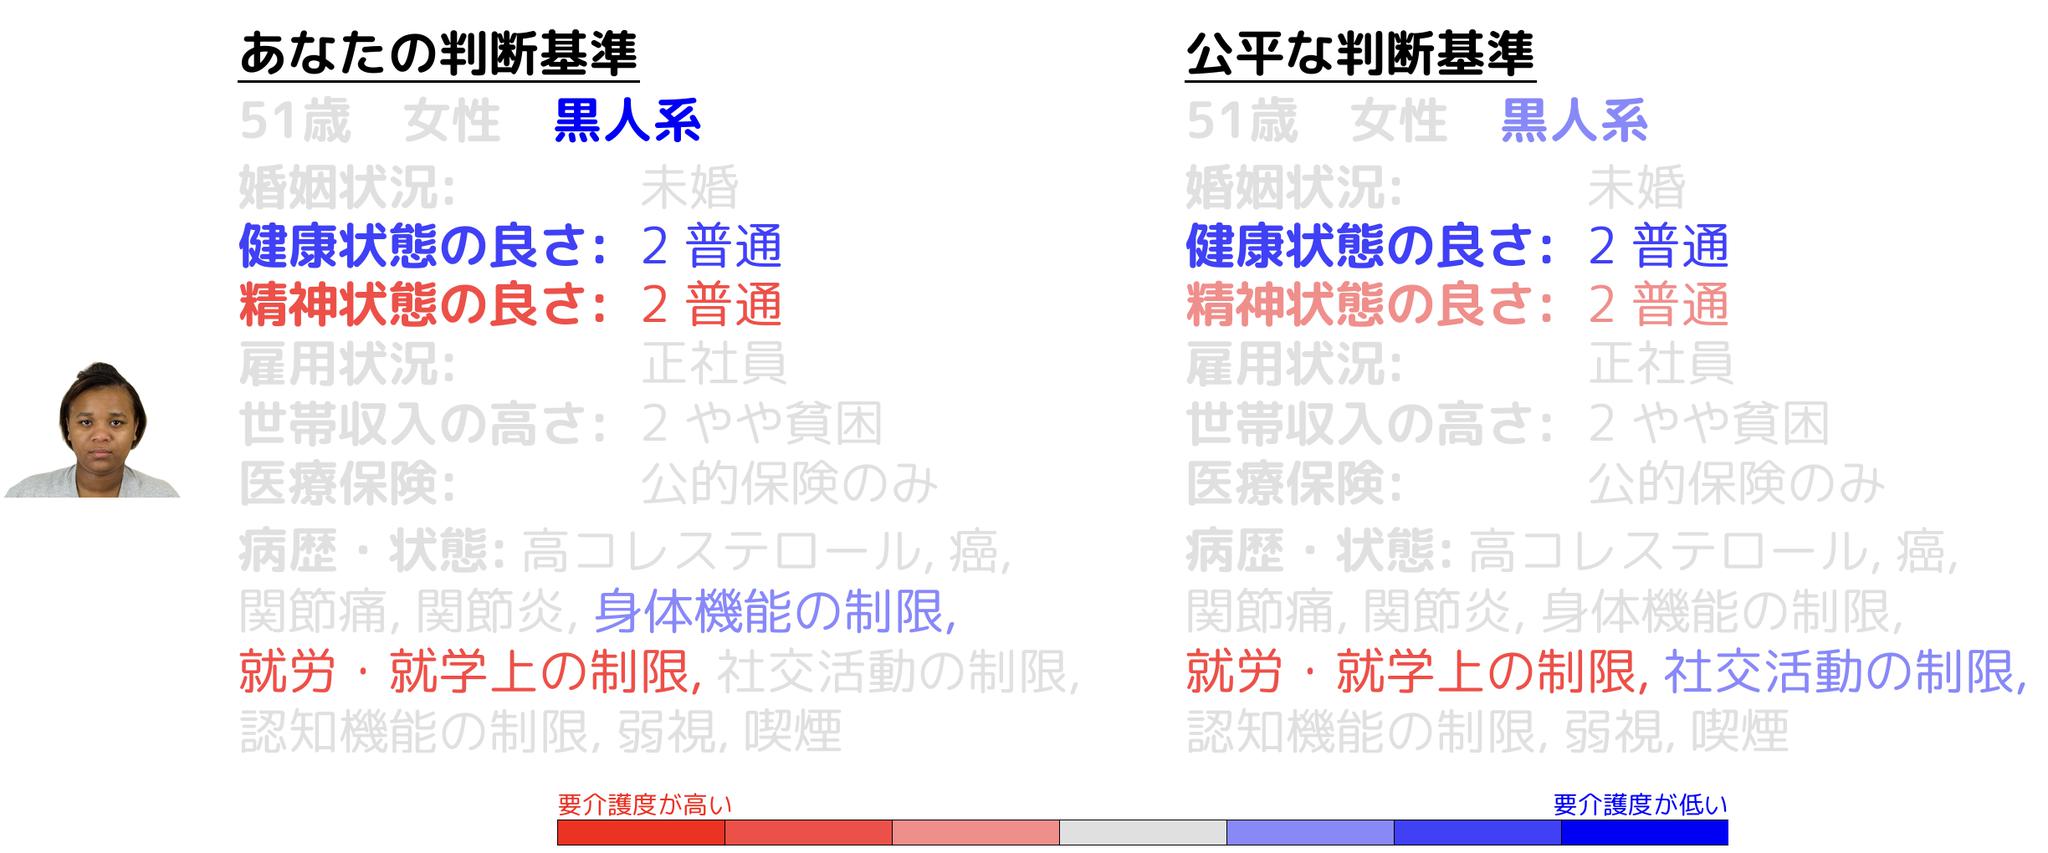 あなたの判断基準
51歳 女性 黒人系
婚姻状況: 未婚
健康状態の良さ: 2 普通
精神状態の良さ: 2 普通
雇用状況: 正社員
世帯収入の高さ: 2 やや貧困
医療保険: 公的保険のみ
病歴・状態: 高コレステロール, 癌,
関節痛, 関節炎, 身体機能の制限,
就労・就学上の制限, 社交活動の制限,
認知機能の制限, 弱視, 喫煙
公平な判断基準
51歳 女性 黒人系
婚姻状況: 未婚
健康状態の良さ: 2 普通
精神状態の良さ: 2 普通
雇用状況: 正社員
世帯収入の高さ: 2 やや貧困
医療保険: 公的保険のみ
病歴・状態: 高コレステロール, 癌,
関節痛, 関節炎, 身体機能の制限,
就労・就学上の制限, 社交活動の制限,
認知機能の制限, 弱視, 喫煙
要介護度が高い 要介護度が低い